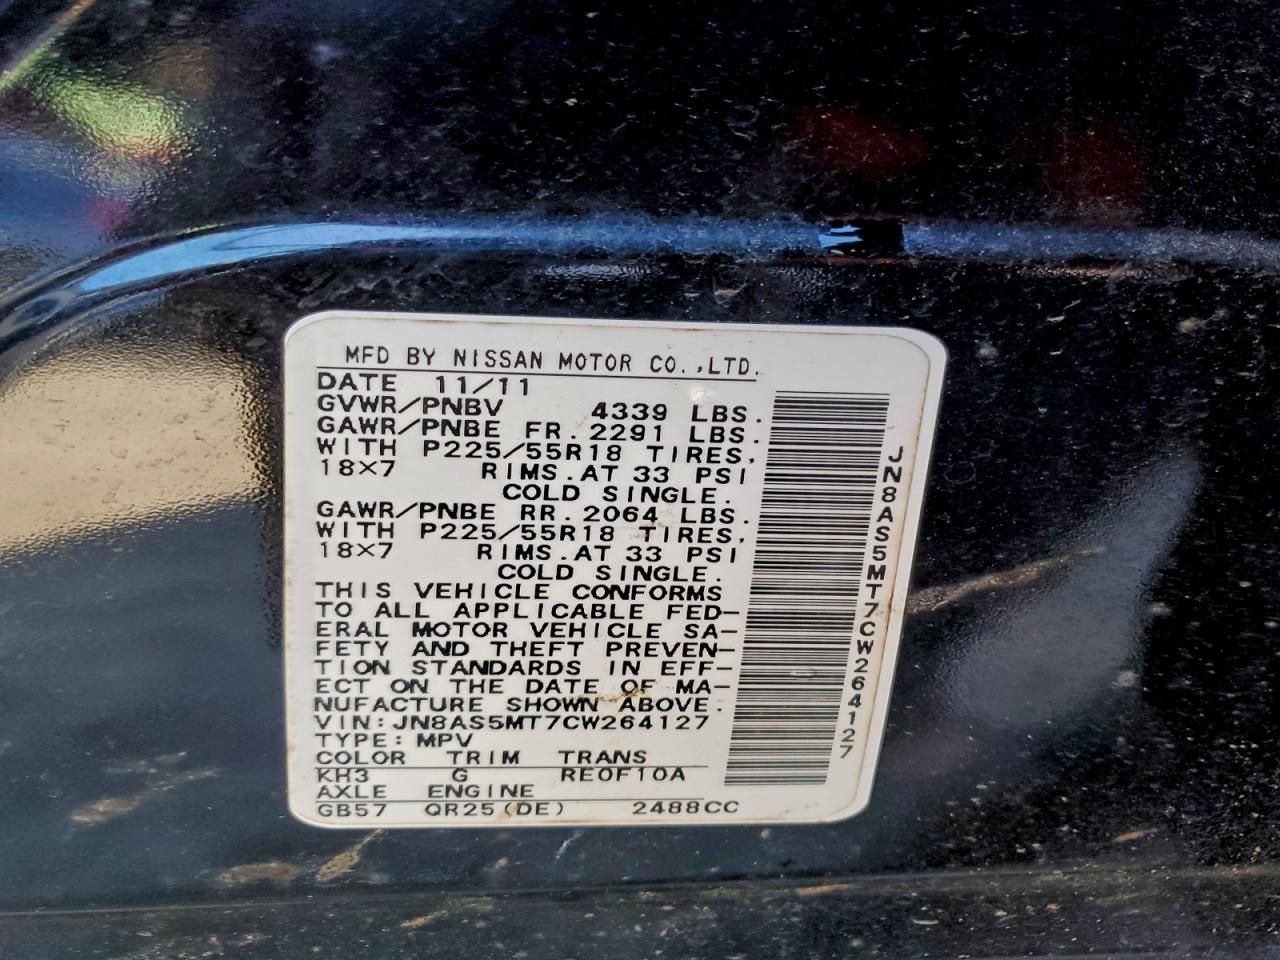 MFD BY NISSAN MOTOR CO.,LTD.
DATE 11/11
GVWR/PNBV 4339 LBS.
GAWR/PNBE FR. 2291 LBS.
WITH P225/55R18 TIRES,
18×7 RIMS.AT 33 PSI
COLD SINGLE.
GAWR/PNBE RR. 2064 LBS.
WITH P225/55R18 TIRES,
18×7 RIMS.AT 33 PSI
COLD SINGLE.
THIS VEHICLE CONFORMS
TO ALL APPLICABLE FED-
ERAL MOTOR VEHICLE SA-
FETY AND THEFT PREVEN-
TION STANDARDS IN EFF-
ECT ON THE DATE OF MA-
NUFACTURE SHOWN ABOVE.
VIN:JN8AS5MT7CW264127
TYPE:MPV
COLOR TRIM TRANS
KH3 G RE0F10A
AXLE ENGINE
GB57 QR25(DE) 2488CC
JN8AS5MT7CW264127